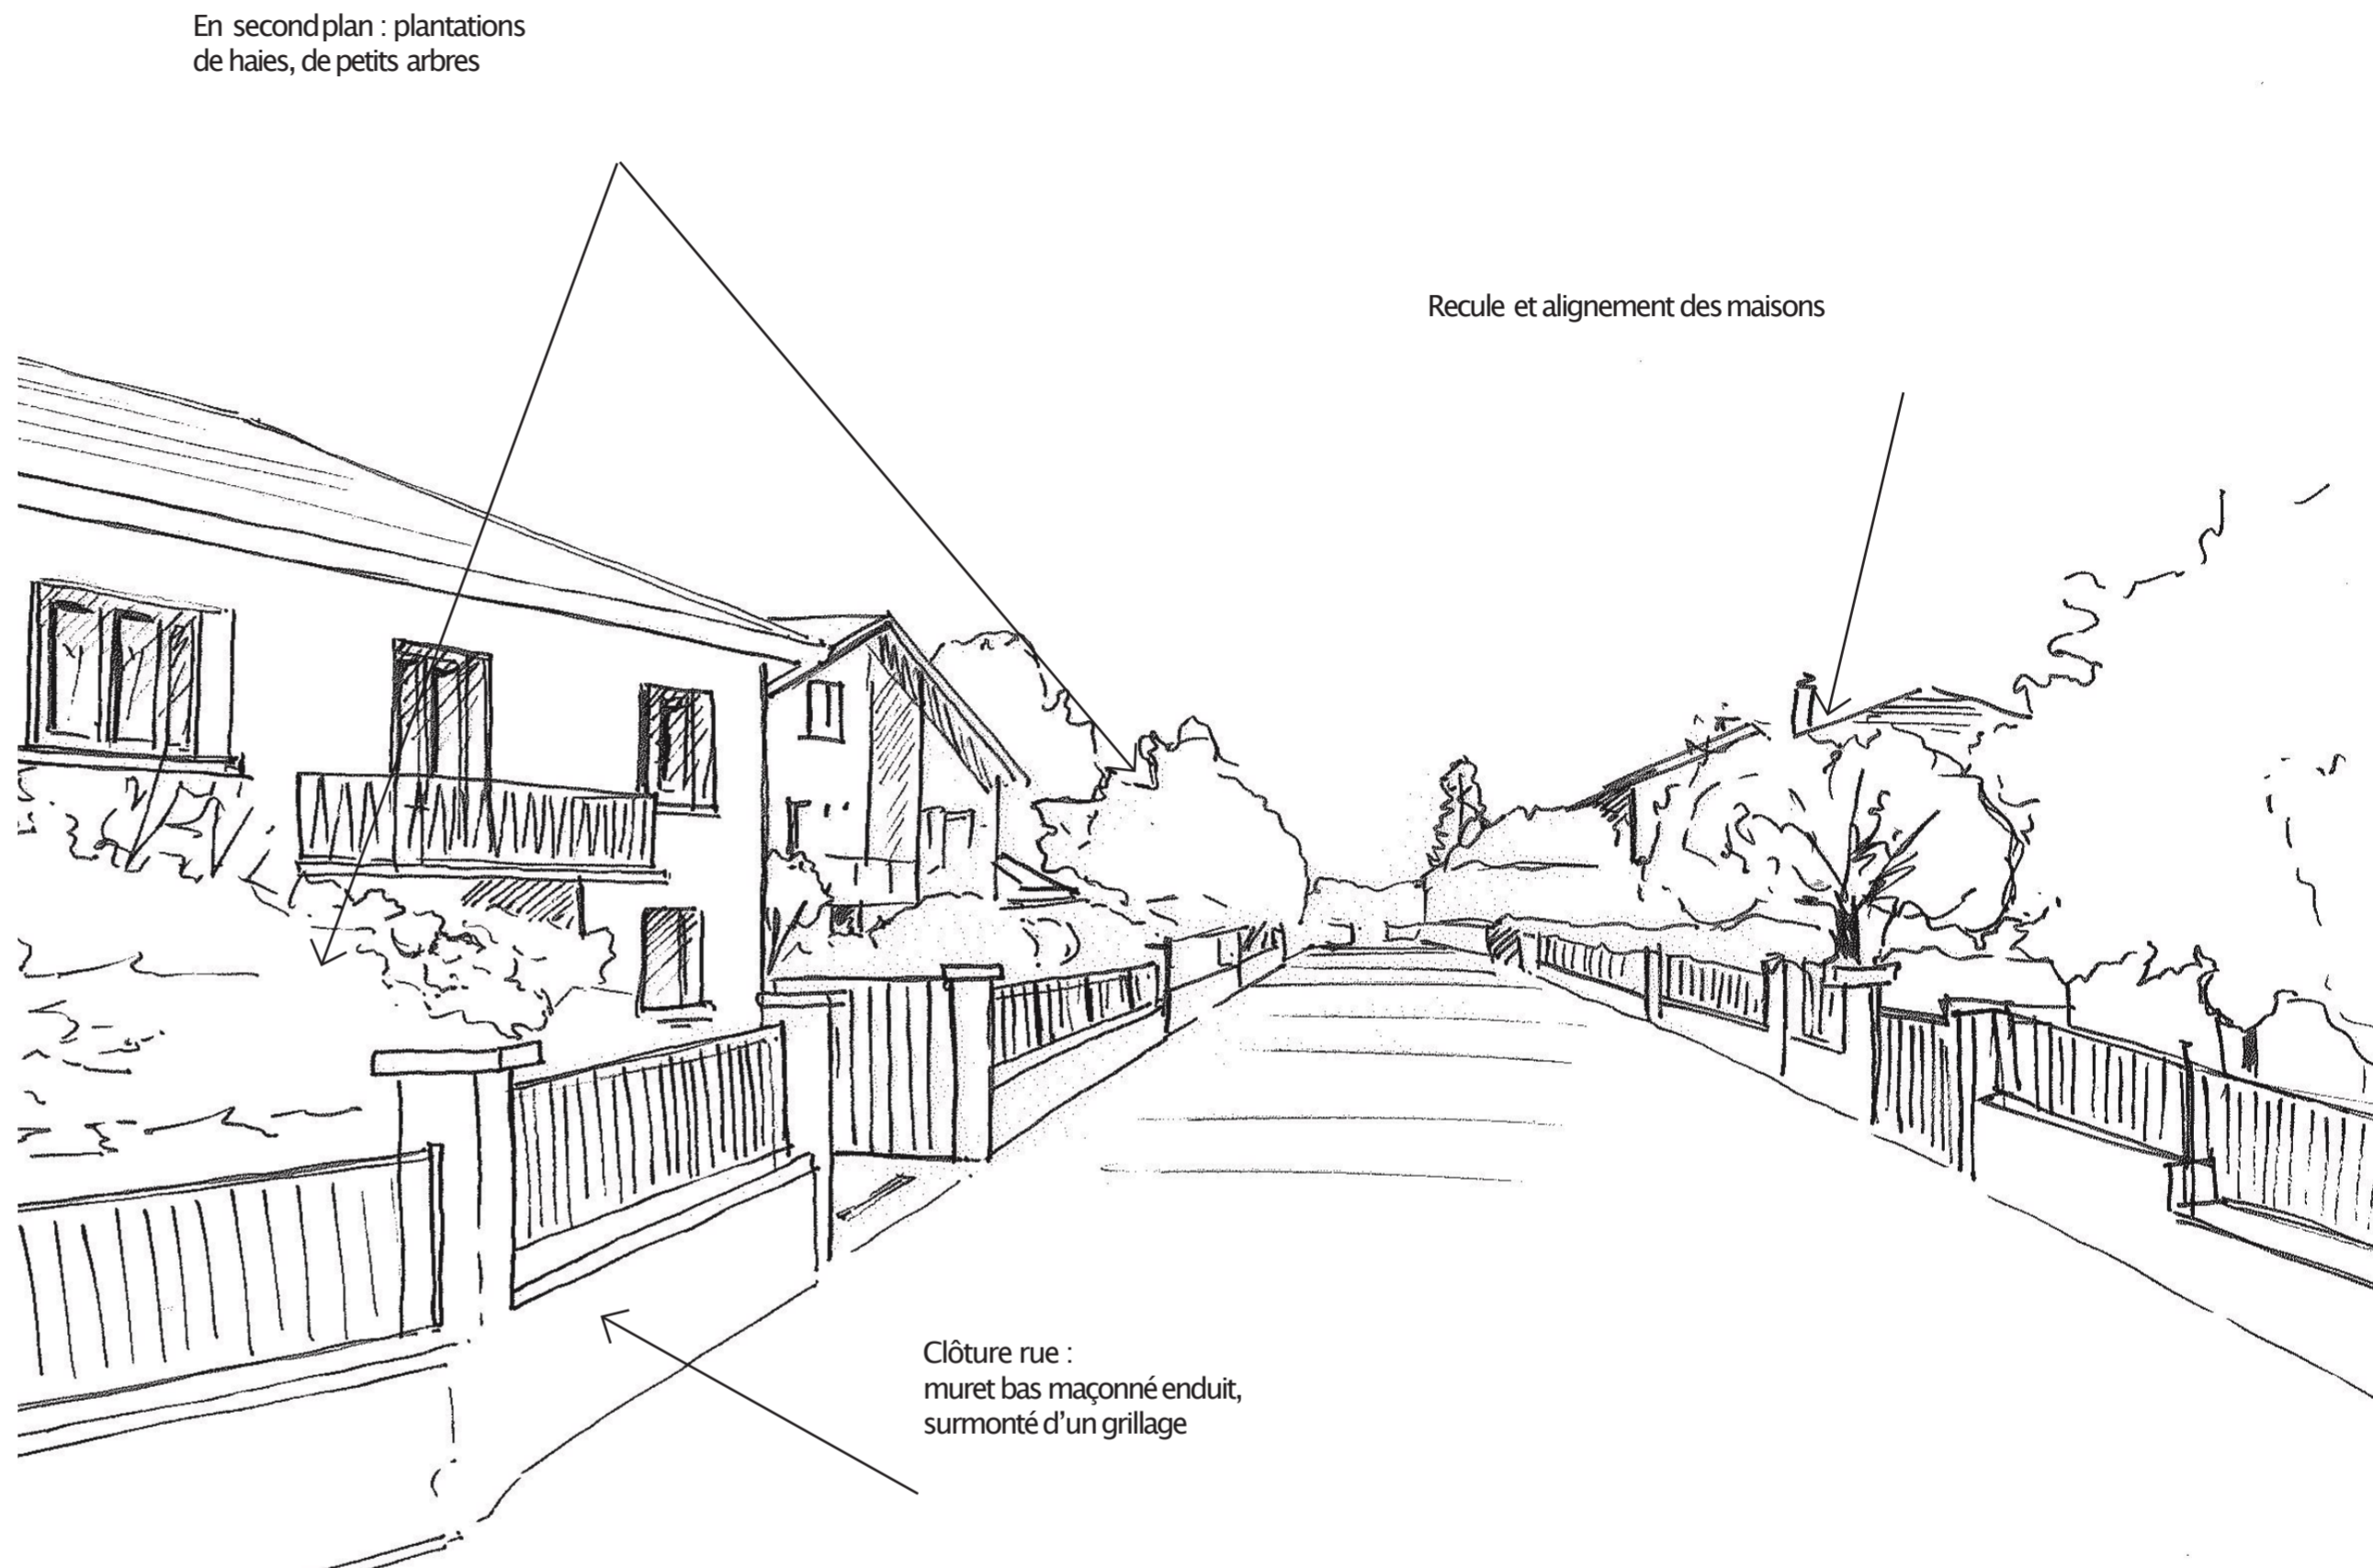 En second plan : plantations
de haies, de petits arbres
Recule et alignement des maisons
Clôture rue :
muret bas maçonné enduit,
surmonté d'un grillage